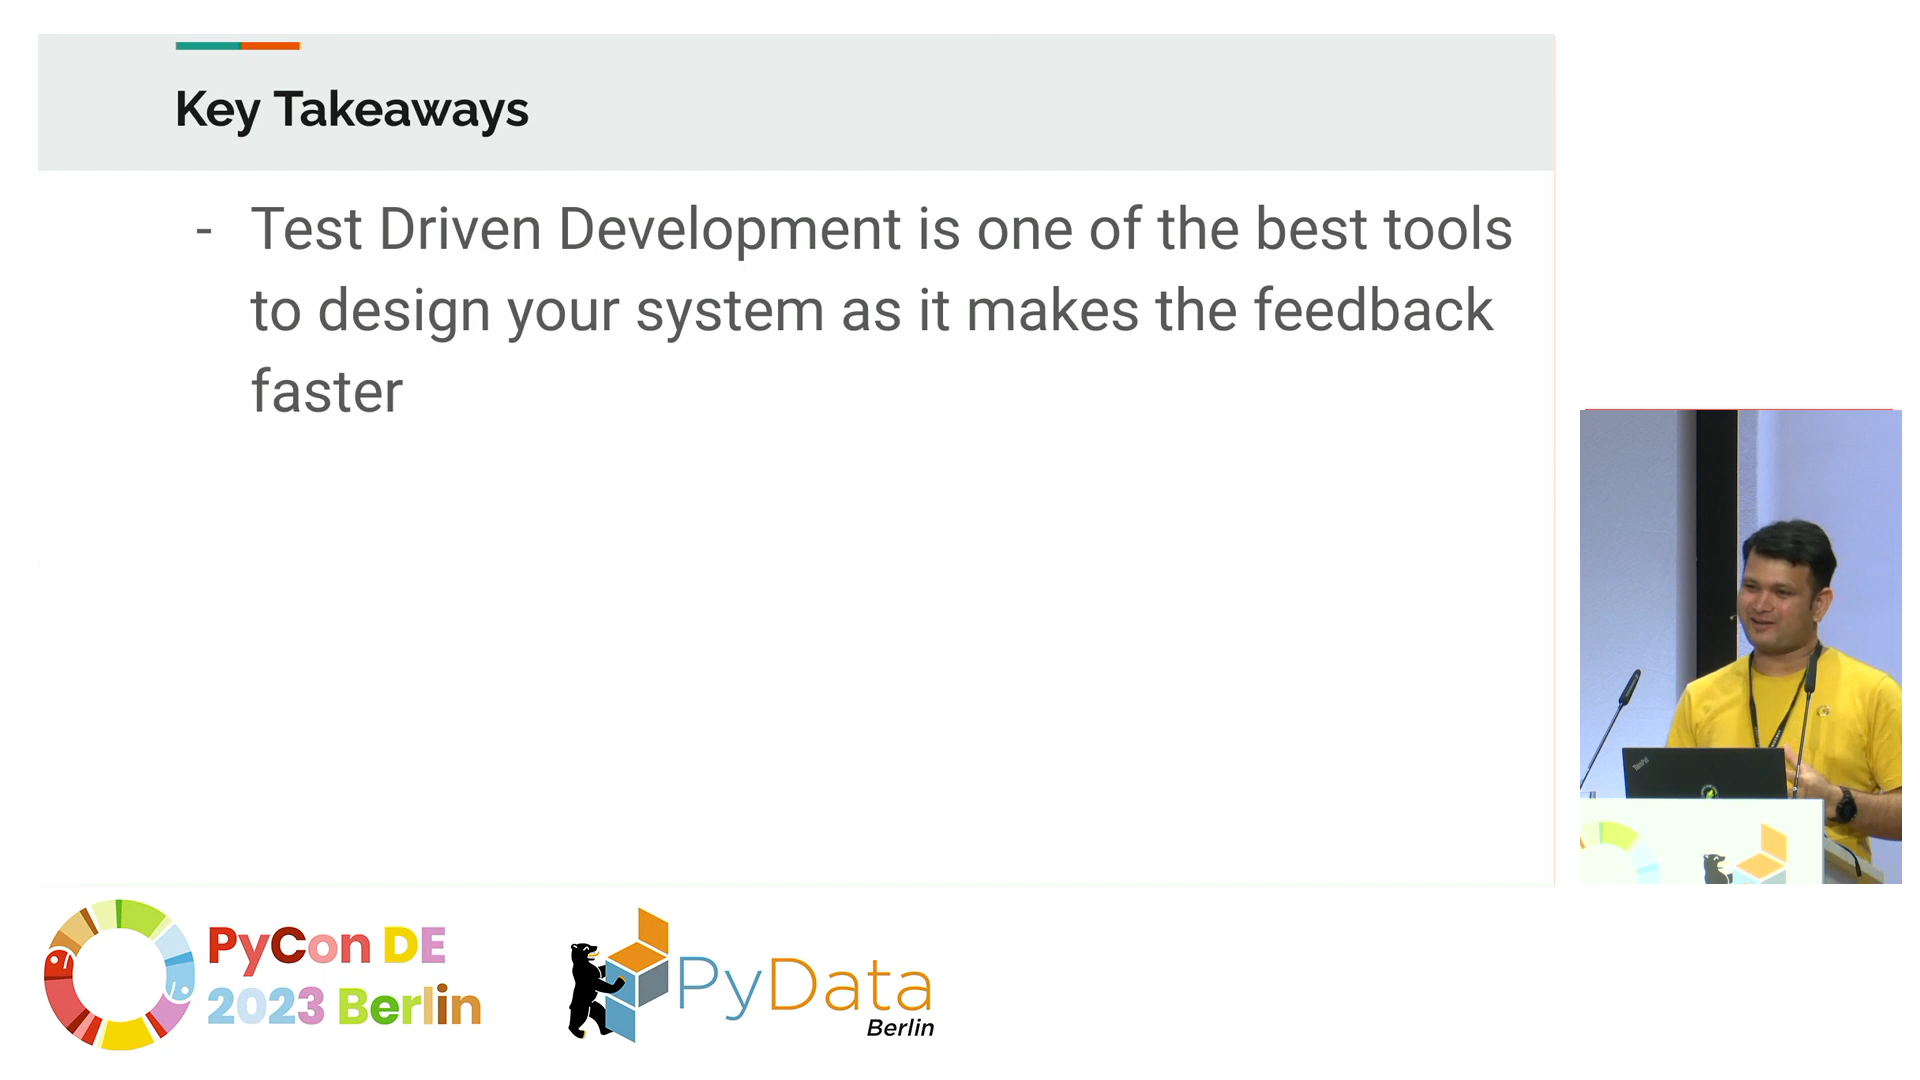 Key Takeaways
- Test Driven Development is one of the best tools
to design your system as it makes the feedback
faster
ThinkPad
PyCon DE
2023 Berlin
PyData
Berlin